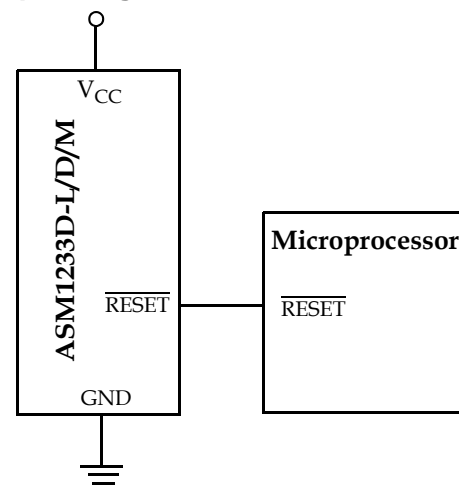 V_CC
ASM1233D-L/D/M
RESET
GND
Microprocessor
RESET